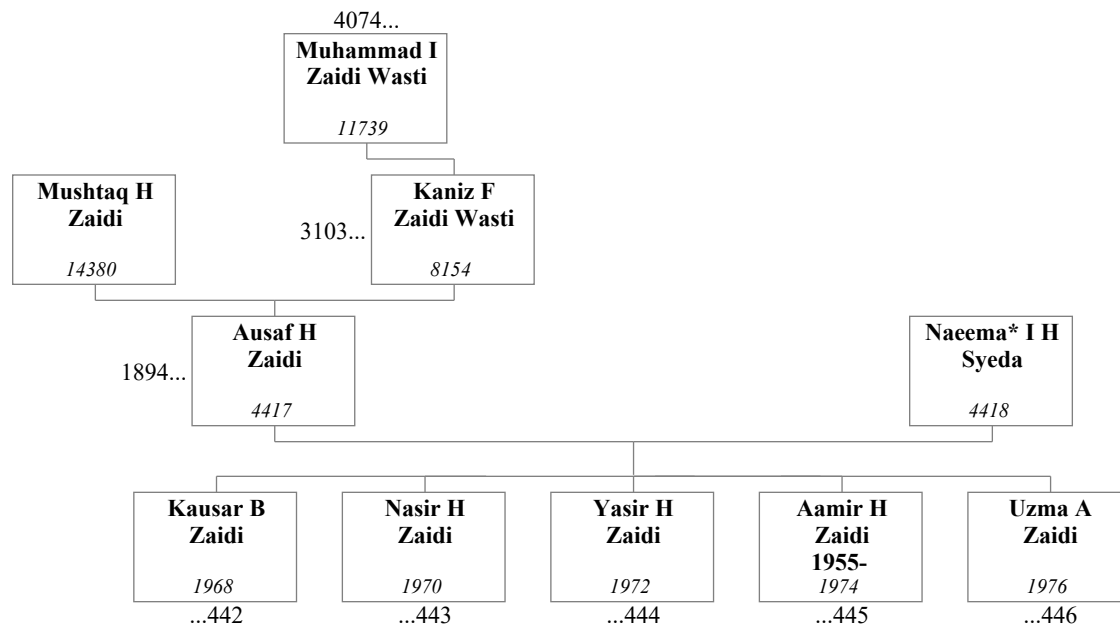 4074...
Muhammad I
Zaidi Wasti
11739
Mushtaq H
Zaidi
14380
3103...
Kaniz F
Zaidi Wasti
8154
1894...
Ausaf H
Zaidi
4417
Naeema* I H
Syeda
4418
Kausar B
Zaidi
1968
...442
Nasir H
Zaidi
1970
...443
Yasir H
Zaidi
1972
...444
Aamir H
Zaidi
1955-
1974
...445
Uzma A
Zaidi
1976
...446